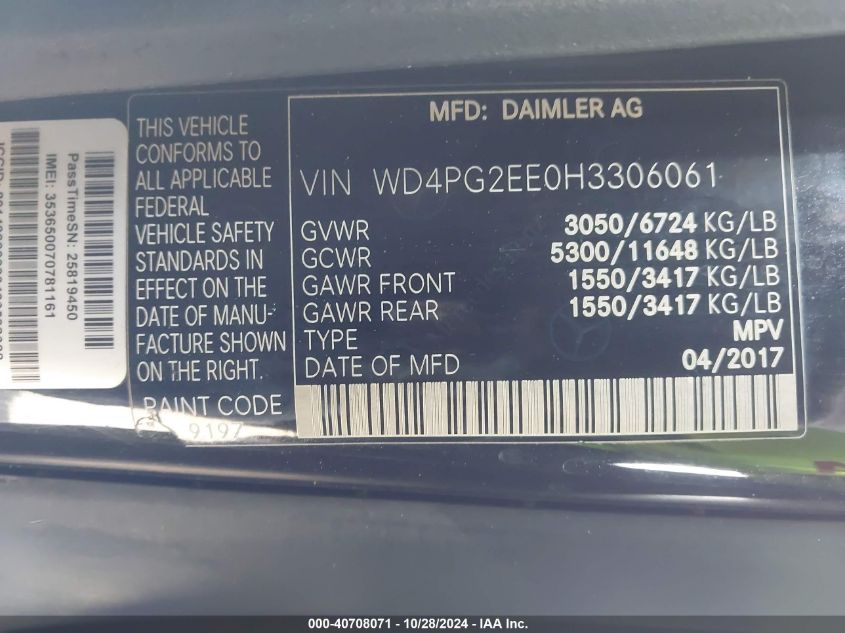 PassTimeSN: 25819450
IMEI: 353650070781161
THIS VEHICLE
CONFORMS TO
ALL APPLICABLE
FEDERAL
VEHICLE SAFETY
STANDARDS IN
EFFECT ON THE
DATE OF MANU-
FACTURE SHOWN
ON THE RIGHT.
PAINT CODE
9197
MFD: DAIMLER AG
VIN WD4PG2EE0H3306061
GVWR 3050/6724 KG/LB
GCWR 5300/11648 KG/LB
GAWR FRONT 1550/3417 KG/LB
GAWR REAR 1550/3417 KG/LB
TYPE MPV
DATE OF MFD 04/2017
000-40708071 - 10/28/2024 - IAA Inc.